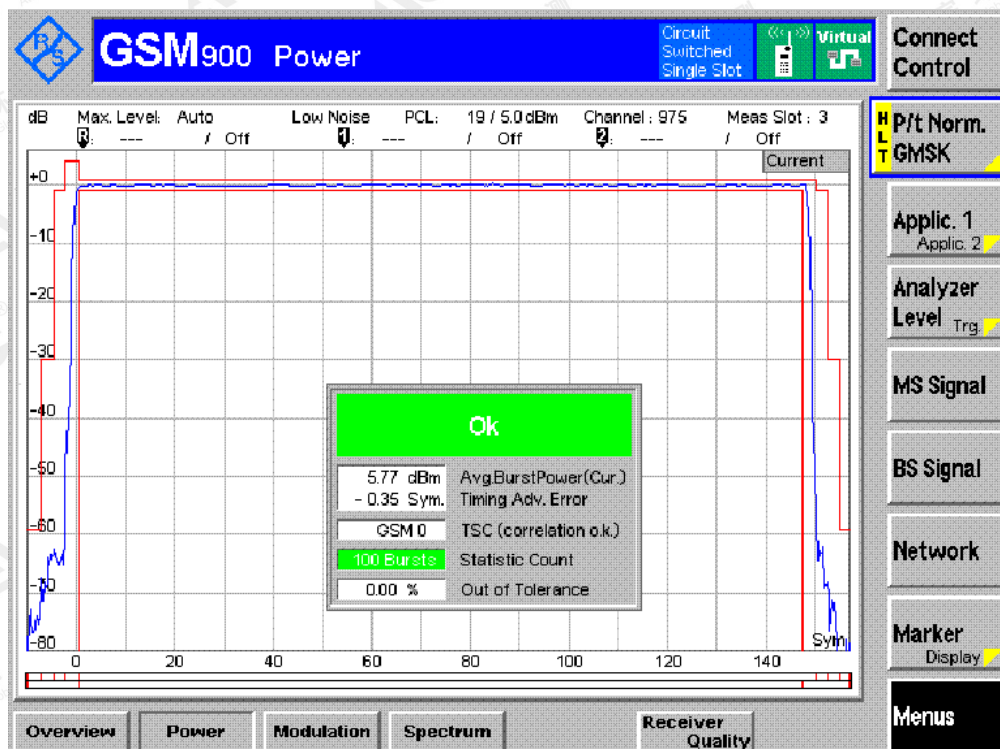 R/S
GSM900 Power
Circuit
Switched
Single Slot
Virtual
Connect
Control
dB Max. Level: Auto Low Noise PCL: 19 / 5.0 dBm Channel : 975 Meas Slot : 3
R: --- / Off 1: --- / Off 2: --- / Off
Current
H
L
T
P/t Norm.
GMSK
Applic. 1
Applic. 2
Analyzer
Level Trg.
MS Signal
BS Signal
Network
Marker
Display
Menus
+0
-10
-20
-30
-40
-50
-60
-70
-80
Ok
5.77 dBm Avg.BurstPower(Cur.)
- 0.35 Sym. Timing Adv. Error
GSM 0 TSC (correlation o.k.)
100 Bursts Statistic Count
0.00 % Out of Tolerance
Sym
0 20 40 60 80 100 120 140
Overview Power Modulation Spectrum Receiver
Quality